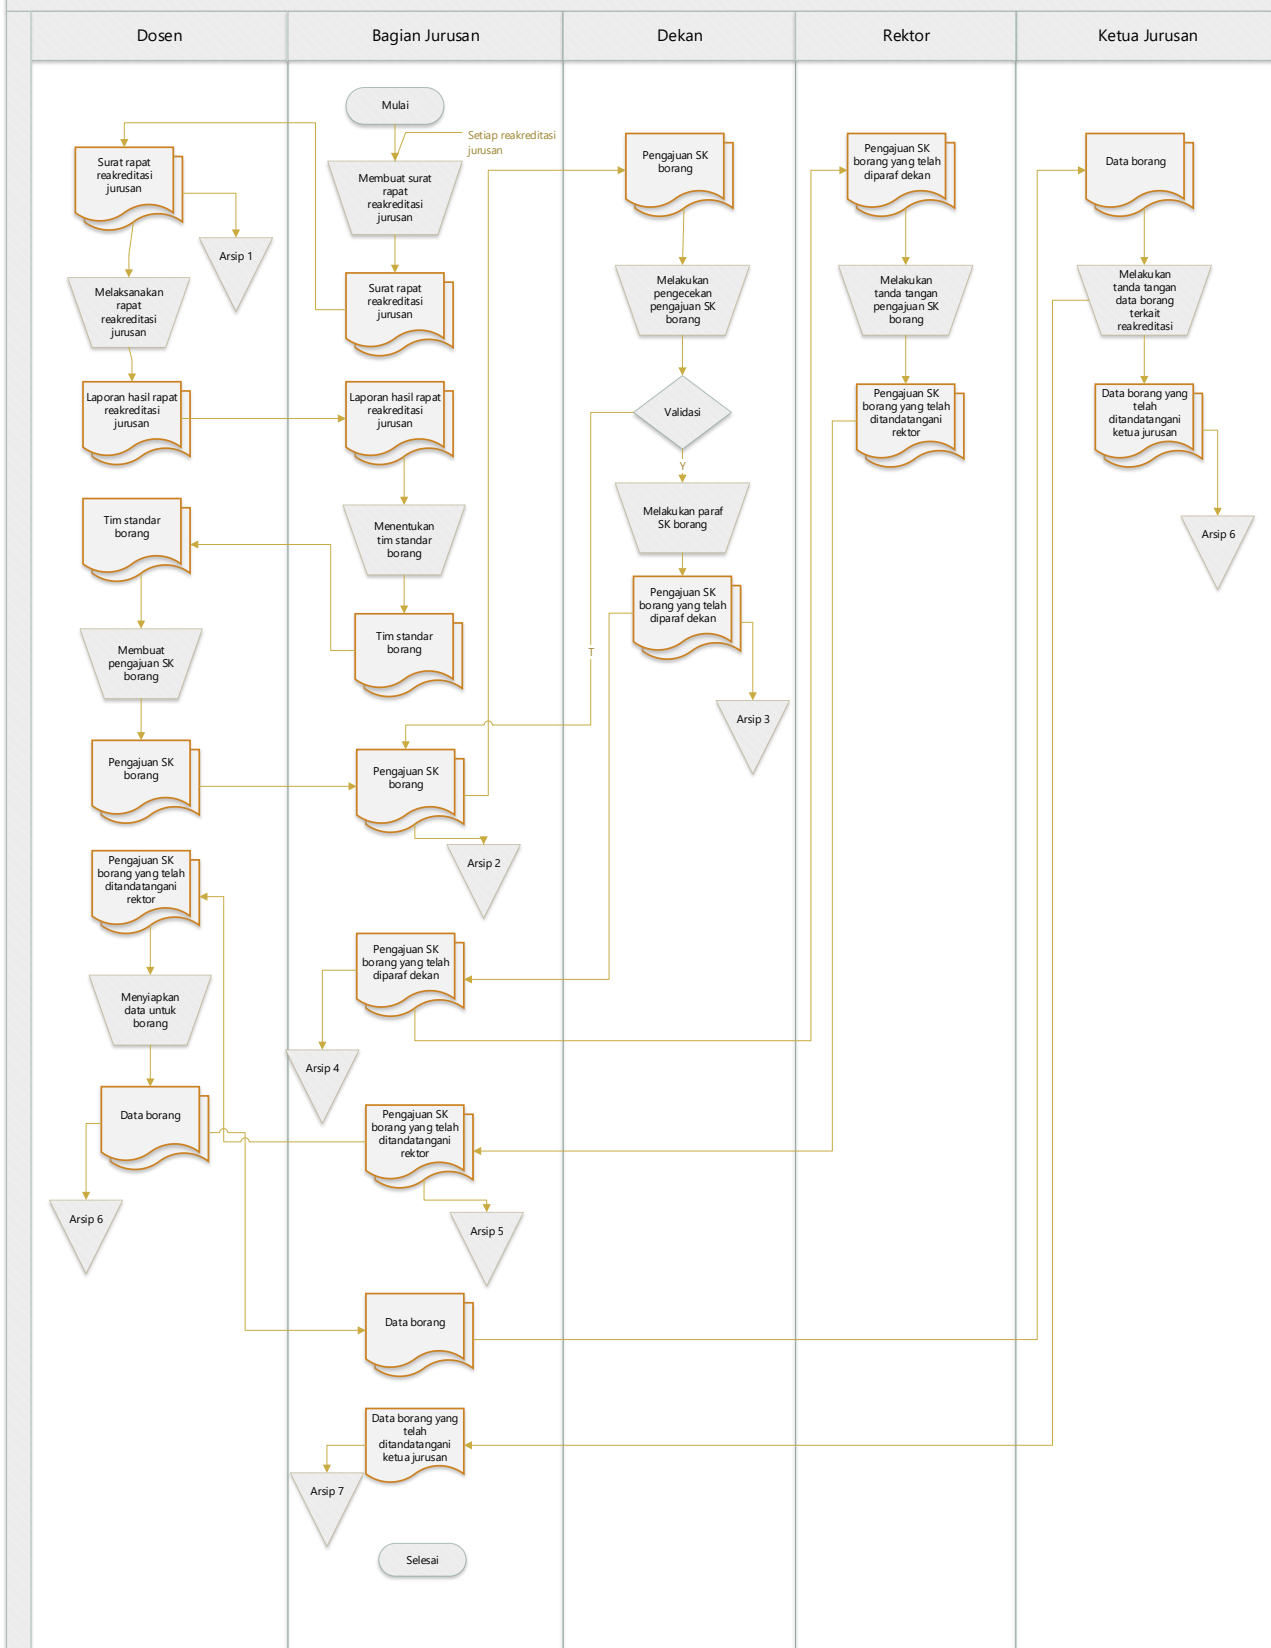 Dosen
Bagian Jurusan
Dekan
Rektor
Ketua Jurusan
Surat rapat
reakreditasi
jurusan
Arsip 1
Melaksanakan
rapat
reakreditasi
jurusan
Laporan hasil rapat
reakreditasi
jurusan
Tim standar
borang
Membuat
pengajuan SK
borang
Pengajuan SK
borang
Pengajuan SK
borang yang telah
ditandatangani
rektor
Menyiapkan
data untuk
borang
Data borang
Arsip 6
Mulai
Setiap reakreditasi
jurusan
Membuat surat
rapat
reakreditasi
jurusan
Surat rapat
reakreditasi
jurusan
Laporan hasil rapat
reakreditasi
jurusan
Menentukan
tim standar
borang
Tim standar
borang
Pengajuan SK
borang
Arsip 2
Pengajuan SK
borang yang telah
diparaf dekan
Arsip 4
Pengajuan SK
borang yang telah
ditandatangani
rektor
Arsip 5
Data borang
Data borang yang
telah
ditandatangani
ketua jurusan
Arsip 7
Selesai
Pengajuan SK
borang
Melakukan
pengecekan
pengajuan SK
borang
Validasi
Y
T
Melakukan paraf
SK borang
Pengajuan SK
borang yang telah
diparaf dekan
Arsip 3
Pengajuan SK
borang yang telah
diparaf dekan
Melakukan
tanda tangan
pengajuan SK
borang
Pengajuan SK
borang yang telah
ditandatangani
rektor
Data borang
Melakukan
tanda tangan
data borang
terkait
reakreditasi
Data borang yang
telah
ditandatangani
ketua jurusan
Arsip 6